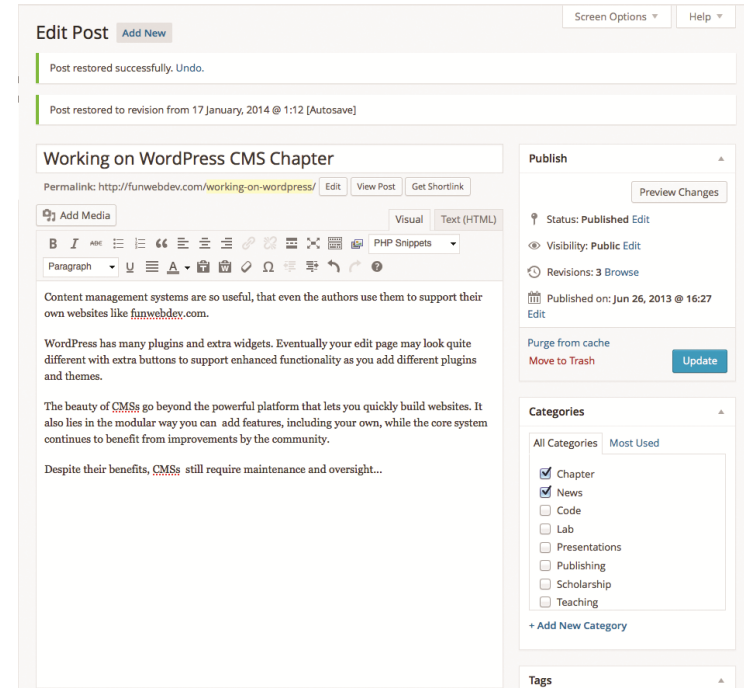 Screen Options ▼ Help ▼
Edit Post Add New
Post restored successfully. Undo.
Post restored to revision from 17 January, 2014 @ 1:12 [Autosave]
Working on WordPress CMS Chapter
Permalink: http://funwebdev.com/working-on-wordpress/ Edit View Post Get Shortlink
Add Media
Visual Text (HTML)
B I ABC PHP Snippets
Paragraph U A Ω
Content management systems are so useful, that even the authors use them to support their
own websites like funwebdev.com.
WordPress has many plugins and extra widgets. Eventually your edit page may look quite
different with extra buttons to support enhanced functionality as you add different plugins
and themes.
The beauty of CMSs go beyond the powerful platform that lets you quickly build websites. It
also lies in the modular way you can add features, including your own, while the core system
continues to benefit from improvements by the community.
Despite their benefits, CMSs still require maintenance and oversight...
Publish
Preview Changes
Status: Published Edit
Visibility: Public Edit
Revisions: 3 Browse
Published on: Jun 26, 2013 @ 16:27
Edit
Purge from cache
Move to Trash Update
Categories
All Categories Most Used
Chapter
News
Code
Lab
Presentations
Publishing
Scholarship
Teaching
+ Add New Category
Tags